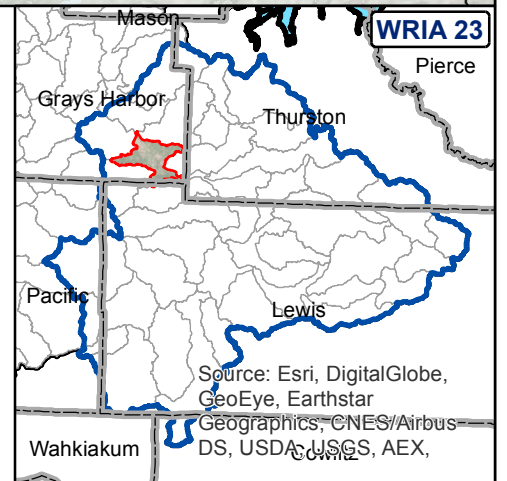 Mason
WRIA 23
Pierce
Grays Harbor
Thurston
Pacific
Lewis
Source: Esri, DigitalGlobe,
GeoEye, Earthstar
Geographics, CNES/Airbus
DS, USDA, USGS, AEX,
Wahkiakum
Cowlitz